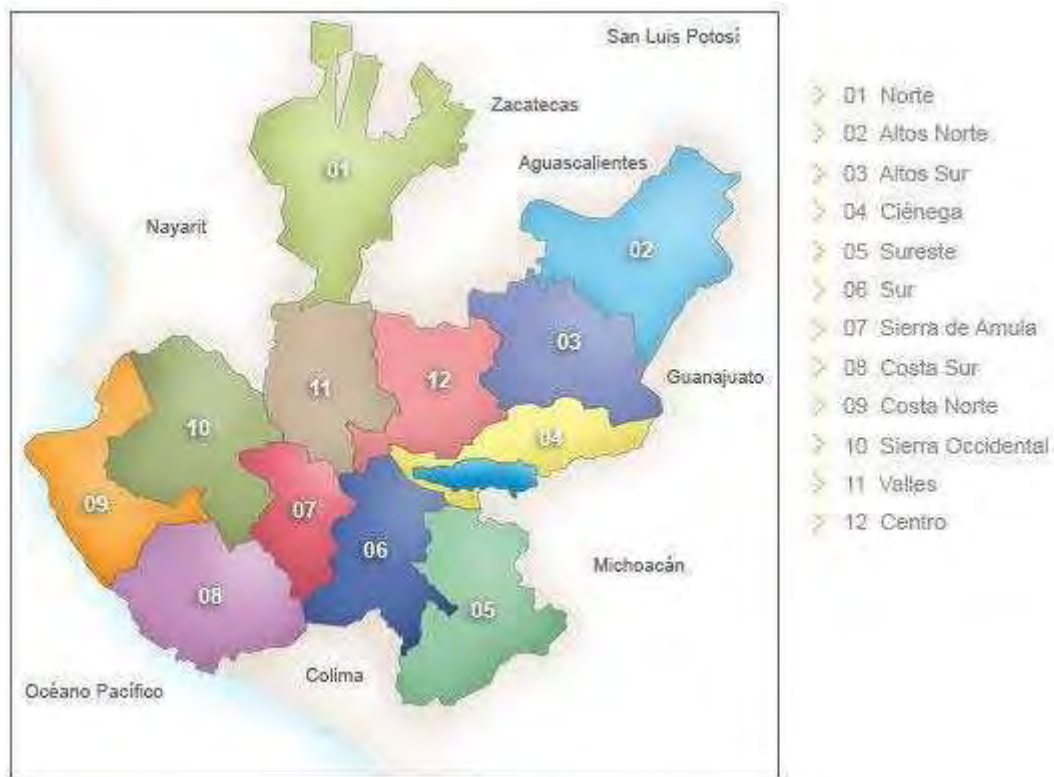 San Luis Potosí
Zacatecas
Aguascalientes
Nayarit
Guanajuato
Michoacán
Colima
Océano Pacífico
01
02
03
12
11
10
04
09
07
06
08
05
01 Norte
02 Altos Norte
03 Altos Sur
04 Ciénega
05 Sureste
06 Sur
07 Sierra de Amula
08 Costa Sur
09 Costa Norte
10 Sierra Occidental
11 Valles
12 Centro